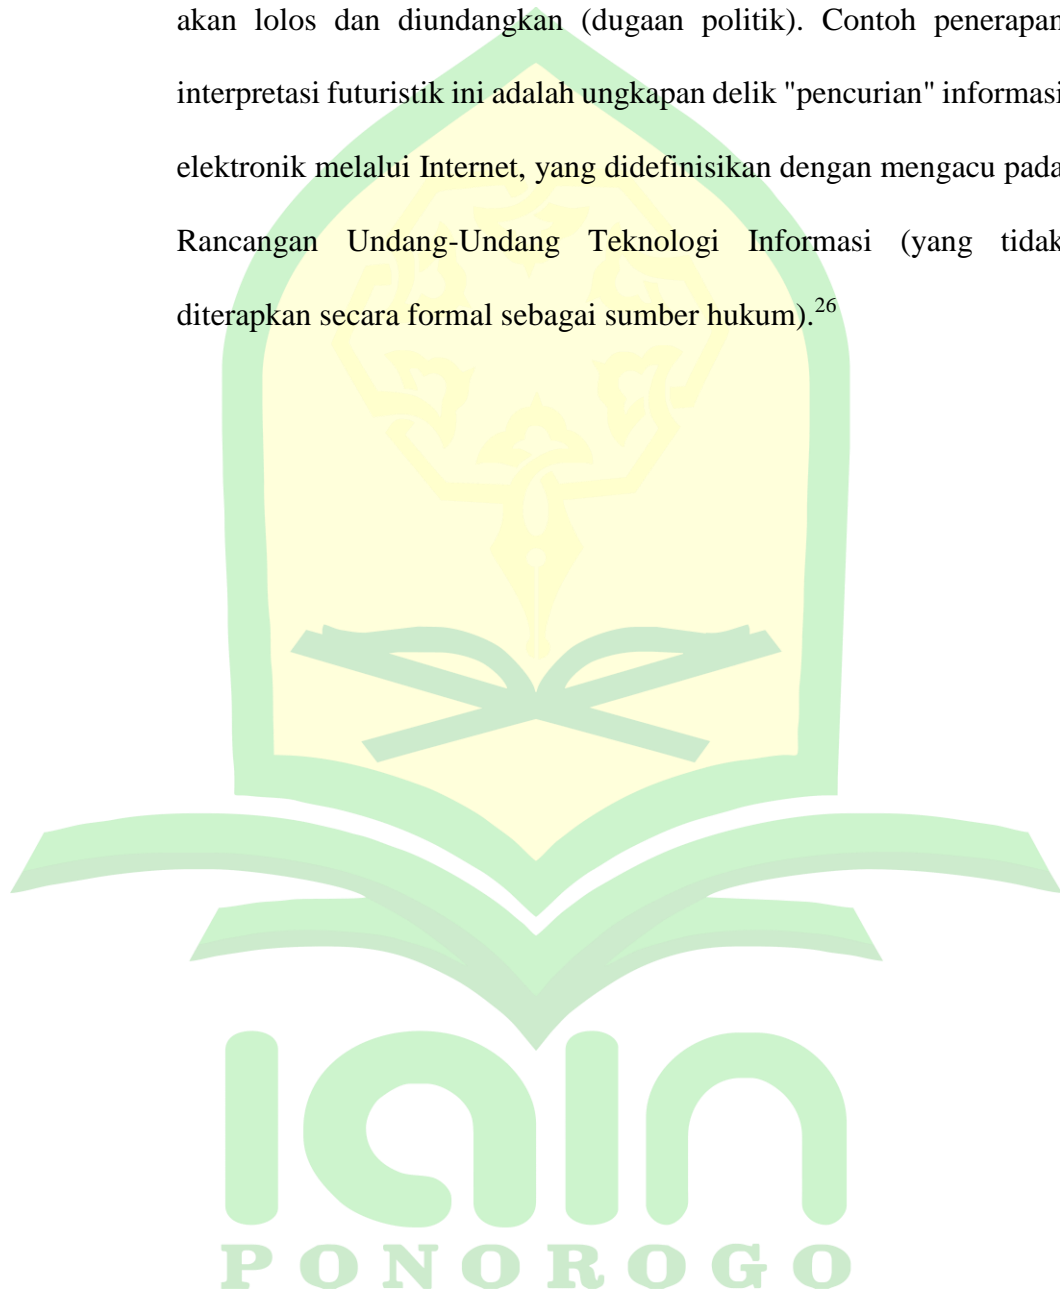 akan lolos dan diundangkan (dugaan politik). Contoh penerapan
interpretasi futuristik ini adalah ungkapan delik "pencurian" informasi
elektronik melalui Internet, yang didefinisikan dengan mengacu pada
Rancangan Undang-Undang Teknologi Informasi (yang tidak
diterapkan secara formal sebagai sumber hukum).26
iain
PONOROGO